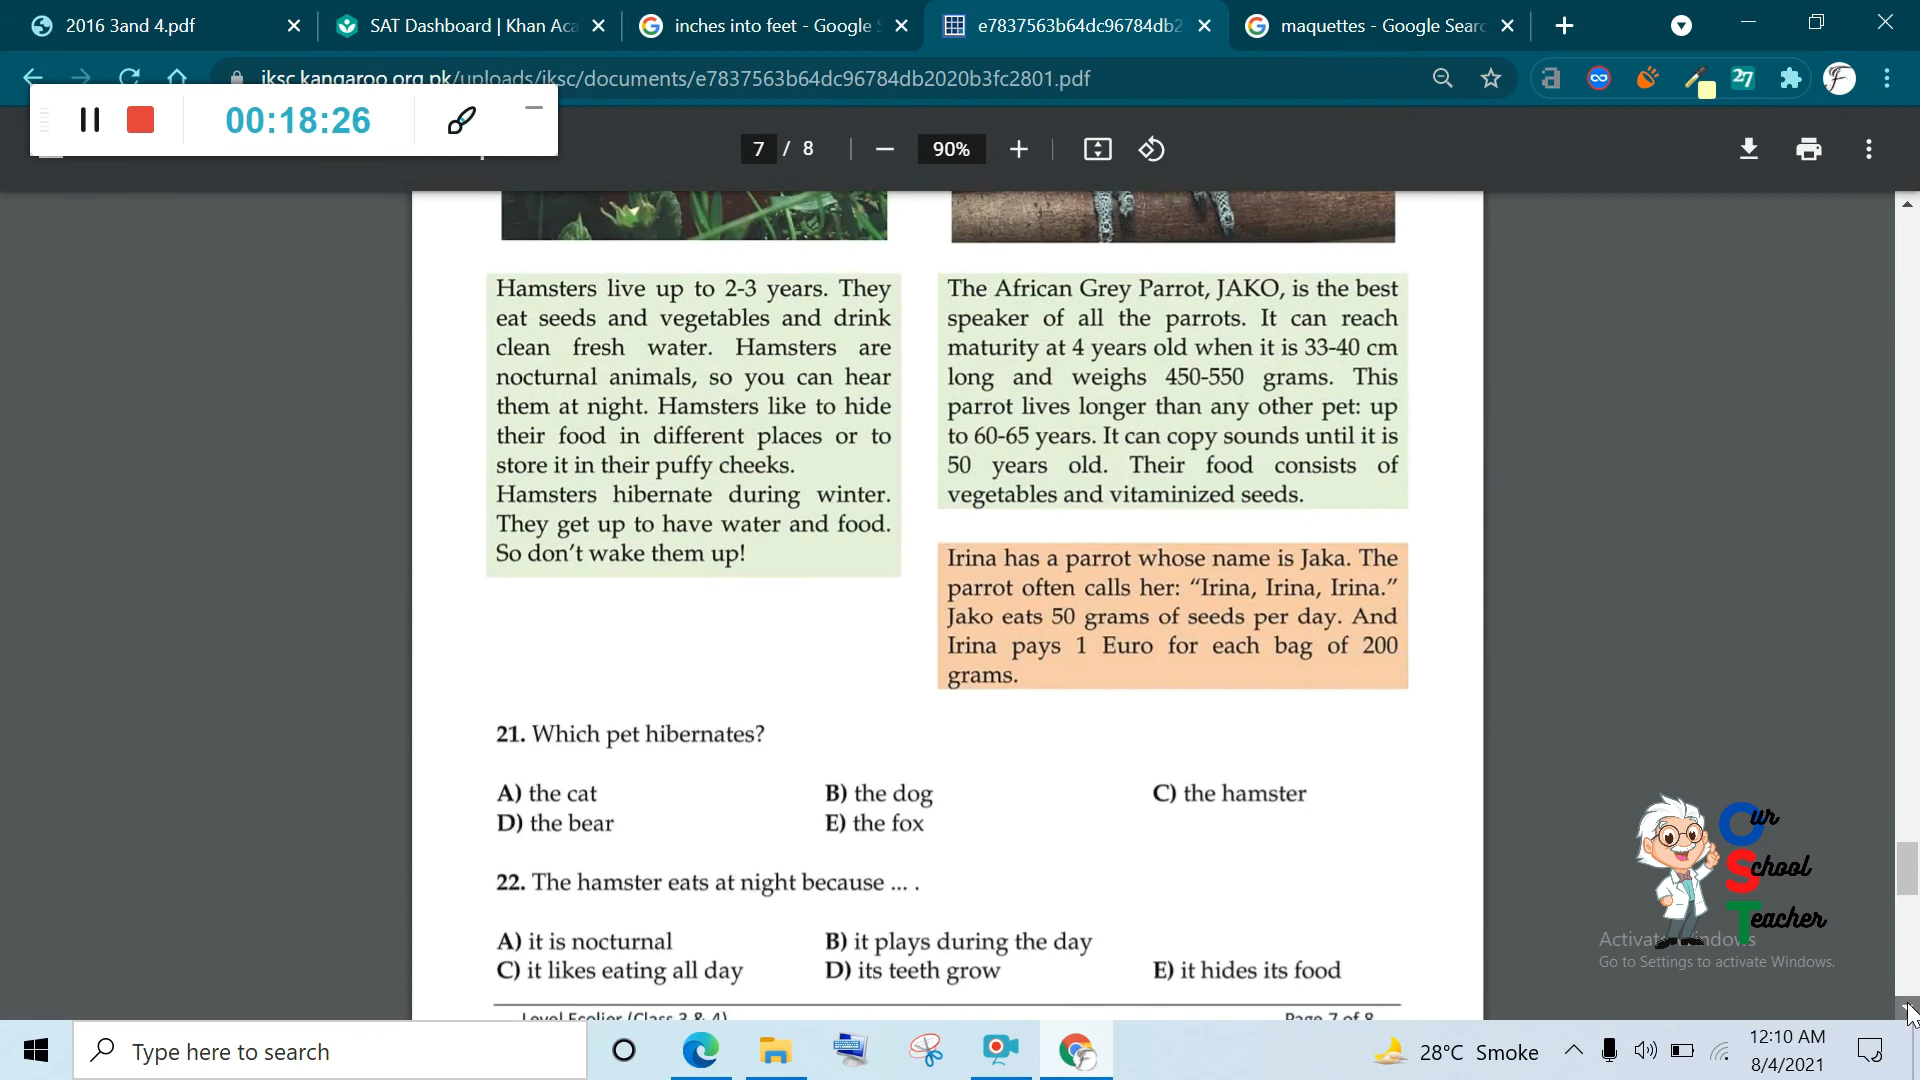 2016 3and 4.pdf
SAT Dashboard | Khan Aca
inches into feet - Google S
e7837563b64dc96784db2
maquettes - Google Searc
iksc.kangaroo.org.pk/uploads/iksc/documents/e7837563b64dc96784db2020b3fc2801.pdf
27
00:18:26
7 / 8
90%
Hamsters live up to 2-3 years. They
eat seeds and vegetables and drink
clean fresh water. Hamsters are
nocturnal animals, so you can hear
them at night. Hamsters like to hide
their food in different places or to
store it in their puffy cheeks.
Hamsters hibernate during winter.
They get up to have water and food.
So don't wake them up!
The African Grey Parrot, JAKO, is the best
speaker of all the parrots. It can reach
maturity at 4 years old when it is 33-40 cm
long and weighs 450-550 grams. This
parrot lives longer than any other pet: up
to 60-65 years. It can copy sounds until it is
50 years old. Their food consists of
vegetables and vitaminized seeds.
Irina has a parrot whose name is Jaka. The
parrot often calls her: "Irina, Irina, Irina."
Jako eats 50 grams of seeds per day. And
Irina pays 1 Euro for each bag of 200
grams.
21. Which pet hibernates?
A) the cat B) the dog C) the hamster
D) the bear E) the fox
22. The hamster eats at night because ... .
A) it is nocturnal B) it plays during the day
C) it likes eating all day D) its teeth grow E) it hides its food
Level Ecolier (Class 3 & 4) Page 7 of 8
Our
School
Teacher
Activate Windows
Go to Settings to activate Windows.
Type here to search
28°C Smoke
12:10 AM
8/4/2021